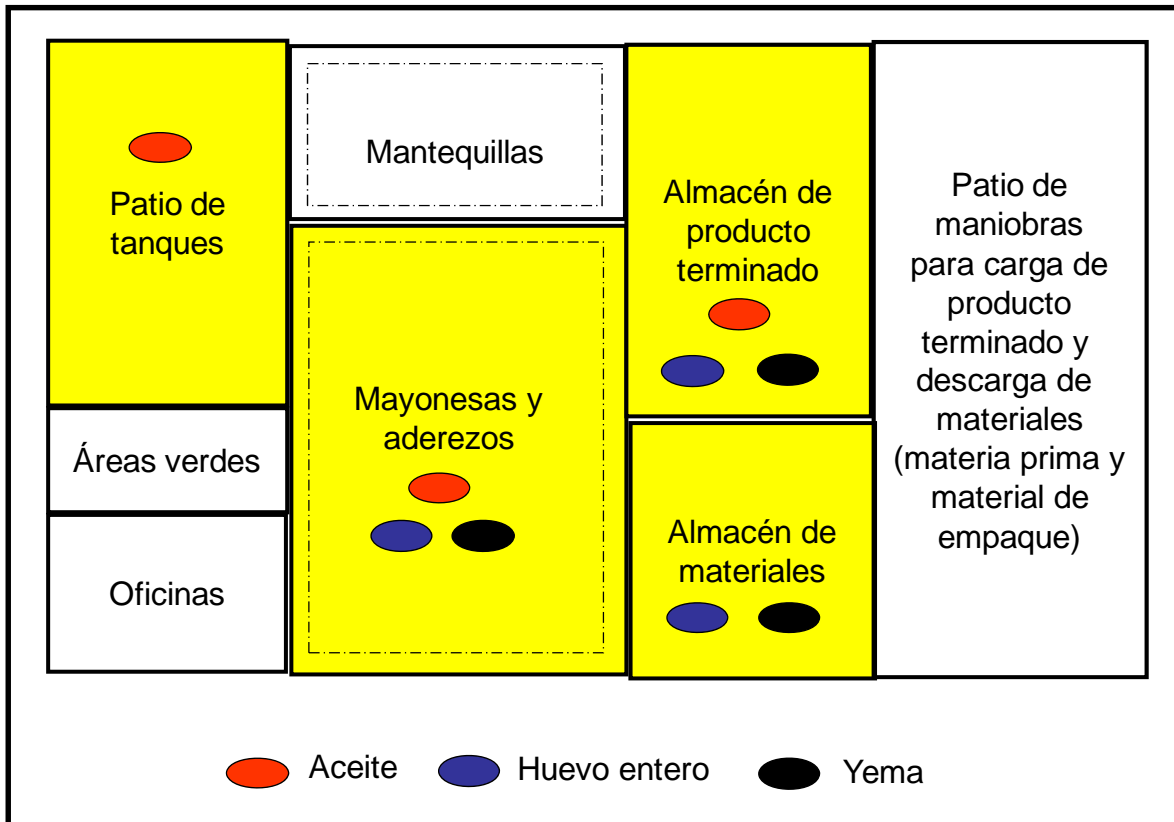 Patio de
tanques
Mantequillas
Almacén de
producto
terminado
Patio de
maniobras
para carga de
producto
terminado y
descarga de
materiales
(materia prima y
material de
empaque)
Mayonesas y
aderezos
Áreas verdes
Oficinas
Almacén de
materiales
Aceite
Huevo entero
Yema